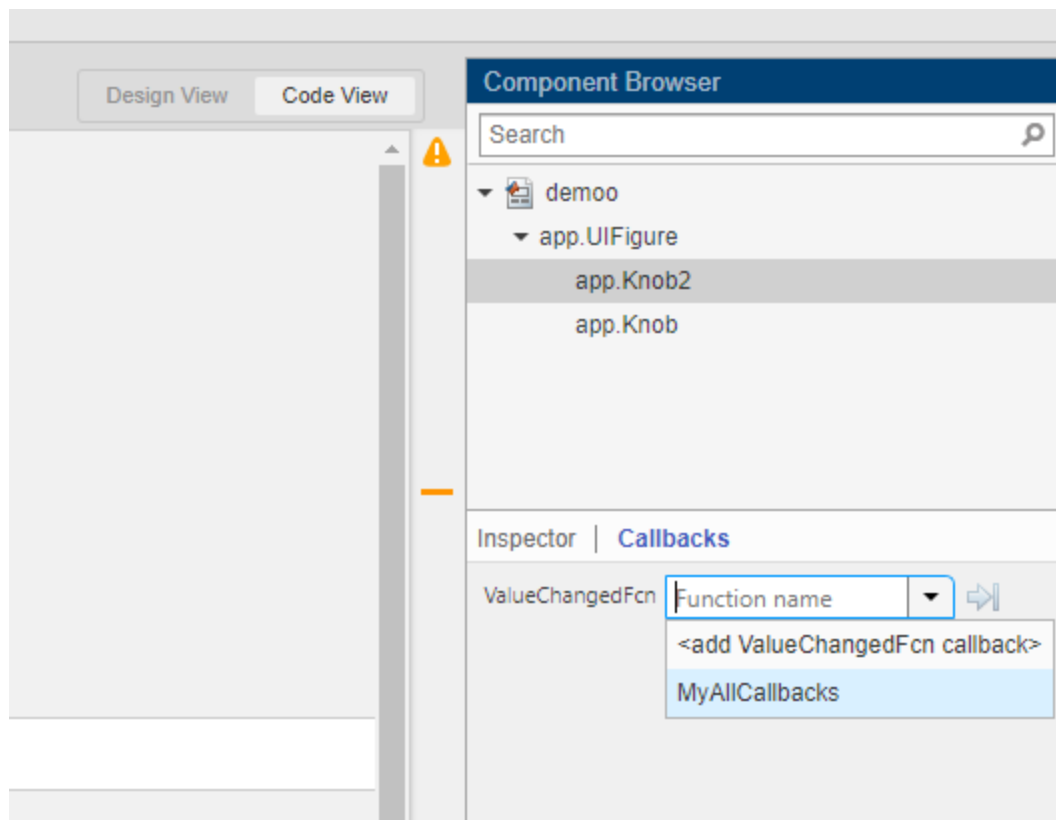 Design View
Code View
Component Browser
Search
demoo
app.UIFigure
app.Knob2
app.Knob
Inspector | Callbacks
ValueChangedFcn
Function name
<add ValueChangedFcn callback>
MyAllCallbacks